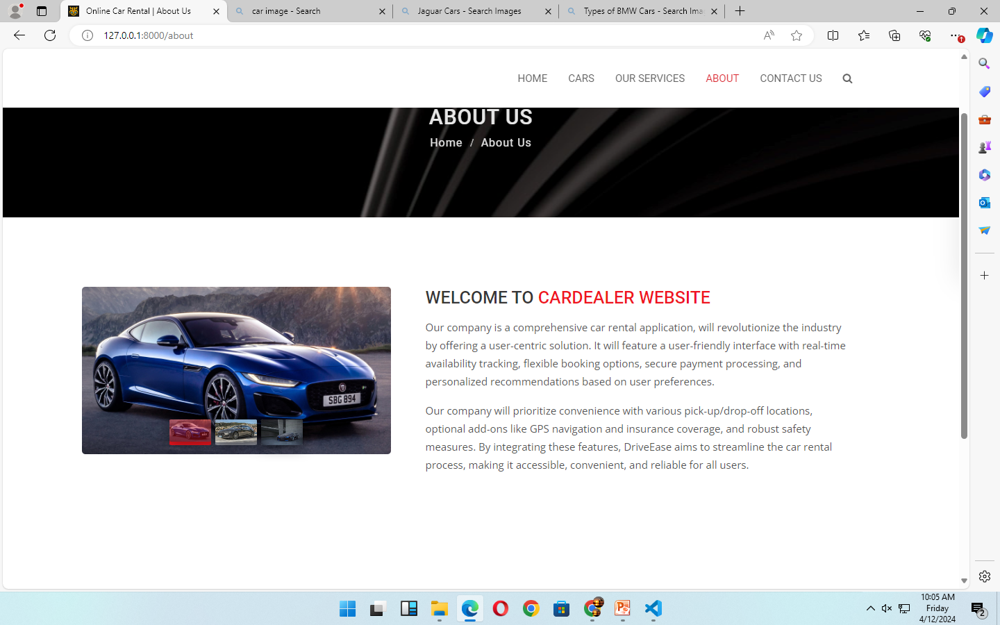 Online Car Rental | About Us
car image - Search
Jaguar Cars - Search Images
Types of BMW Cars - Search Ima
127.0.0.1:8000/about
HOME
CARS
OUR SERVICES
ABOUT
CONTACT US
ABOUT US
Home / About Us
SBG 894
WELCOME TO CARDEALER WEBSITE
Our company is a comprehensive car rental application, will revolutionize the industry
by offering a user-centric solution. It will feature a user-friendly interface with real-time
availability tracking, flexible booking options, secure payment processing, and
personalized recommendations based on user preferences.
Our company will prioritize convenience with various pick-up/drop-off locations,
optional add-ons like GPS navigation and insurance coverage, and robust safety
measures. By integrating these features, DriveEase aims to streamline the car rental
process, making it accessible, convenient, and reliable for all users.
10:05 AM
Friday
4/12/2024
2